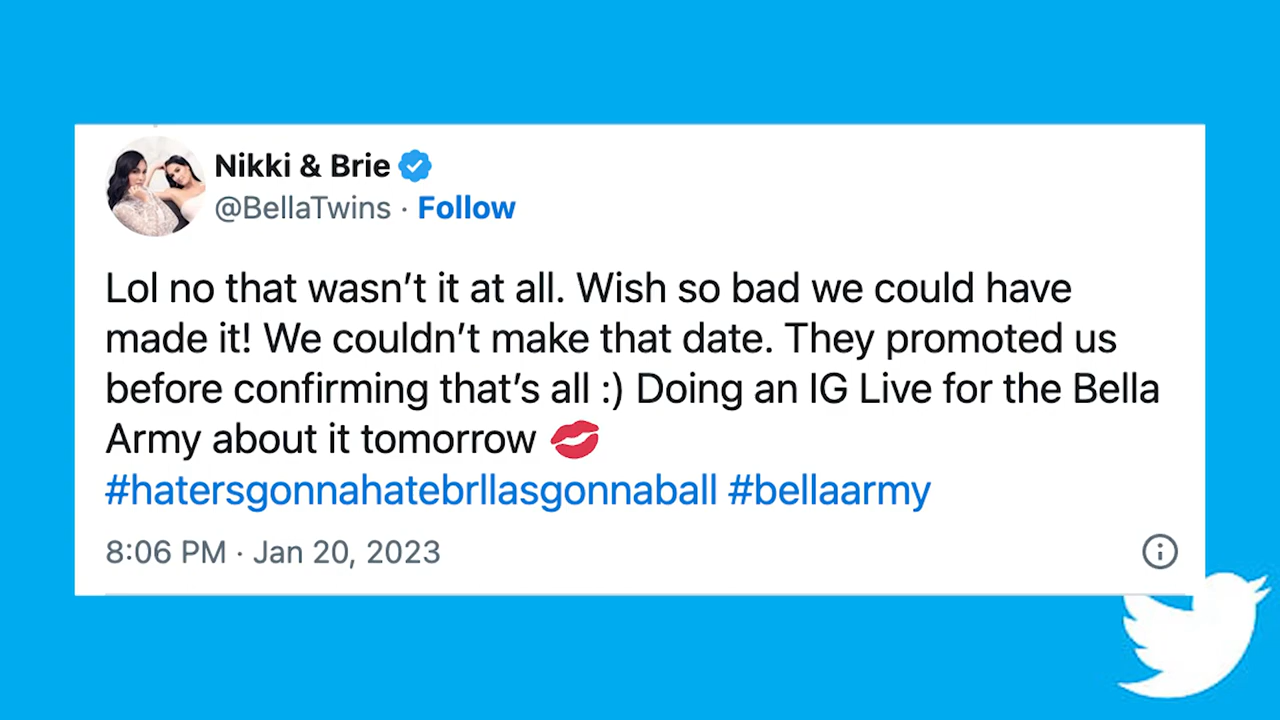 Nikki & Brie
@BellaTwins · Follow
Lol no that wasn’t it at all. Wish so bad we could have
made it! We couldn’t make that date. They promoted us
before confirming that’s all :) Doing an IG Live for the Bella
Army about it tomorrow 💋
#hatersgonnahatebrllasgonnaball #bellaarmy
8:06 PM · Jan 20, 2023